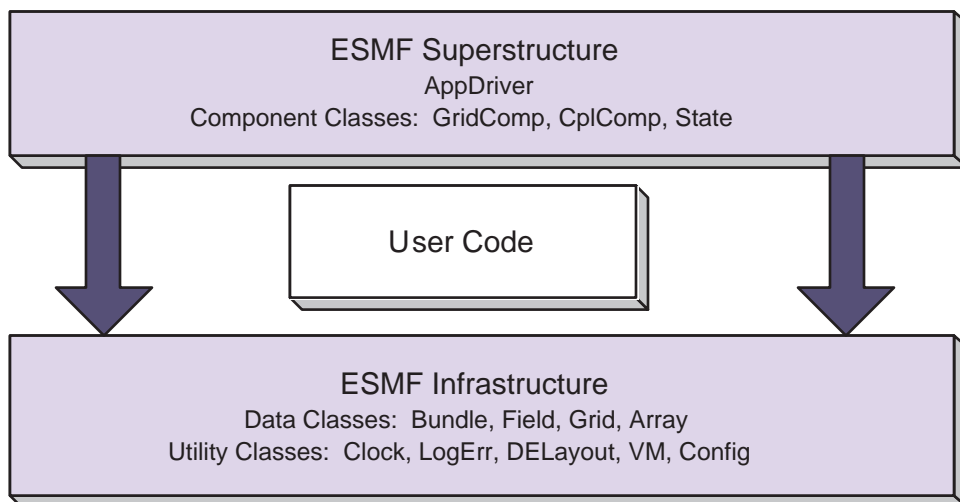 ESMF Superstructure
AppDriver
Component Classes: GridComp, CplComp, State
User Code
ESMF Infrastructure
Data Classes: Bundle, Field, Grid, Array
Utility Classes: Clock, LogErr, DELayout, VM, Config